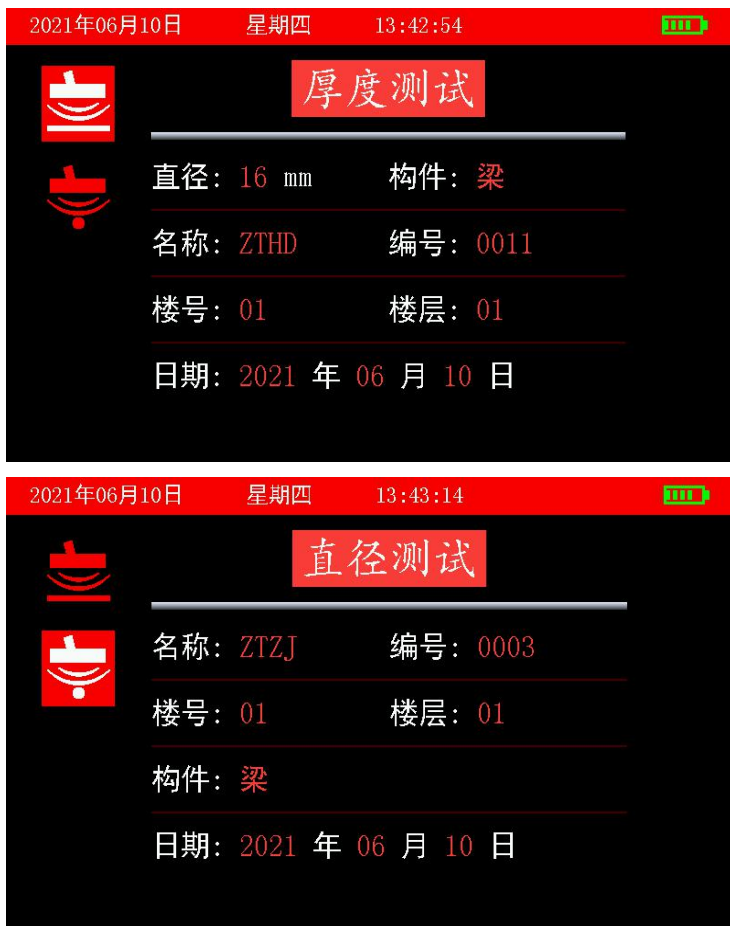 2021年06月10日 星期四 13:42:54
厚度测试
直径: 16 mm 构件: 梁
名称: ZTHD 编号: 0011
楼号: 01 楼层: 01
日期: 2021 年 06 月 10 日
2021年06月10日 星期四 13:43:14
直径测试
名称: ZTZJ 编号: 0003
楼号: 01 楼层: 01
构件: 梁
日期: 2021 年 06 月 10 日